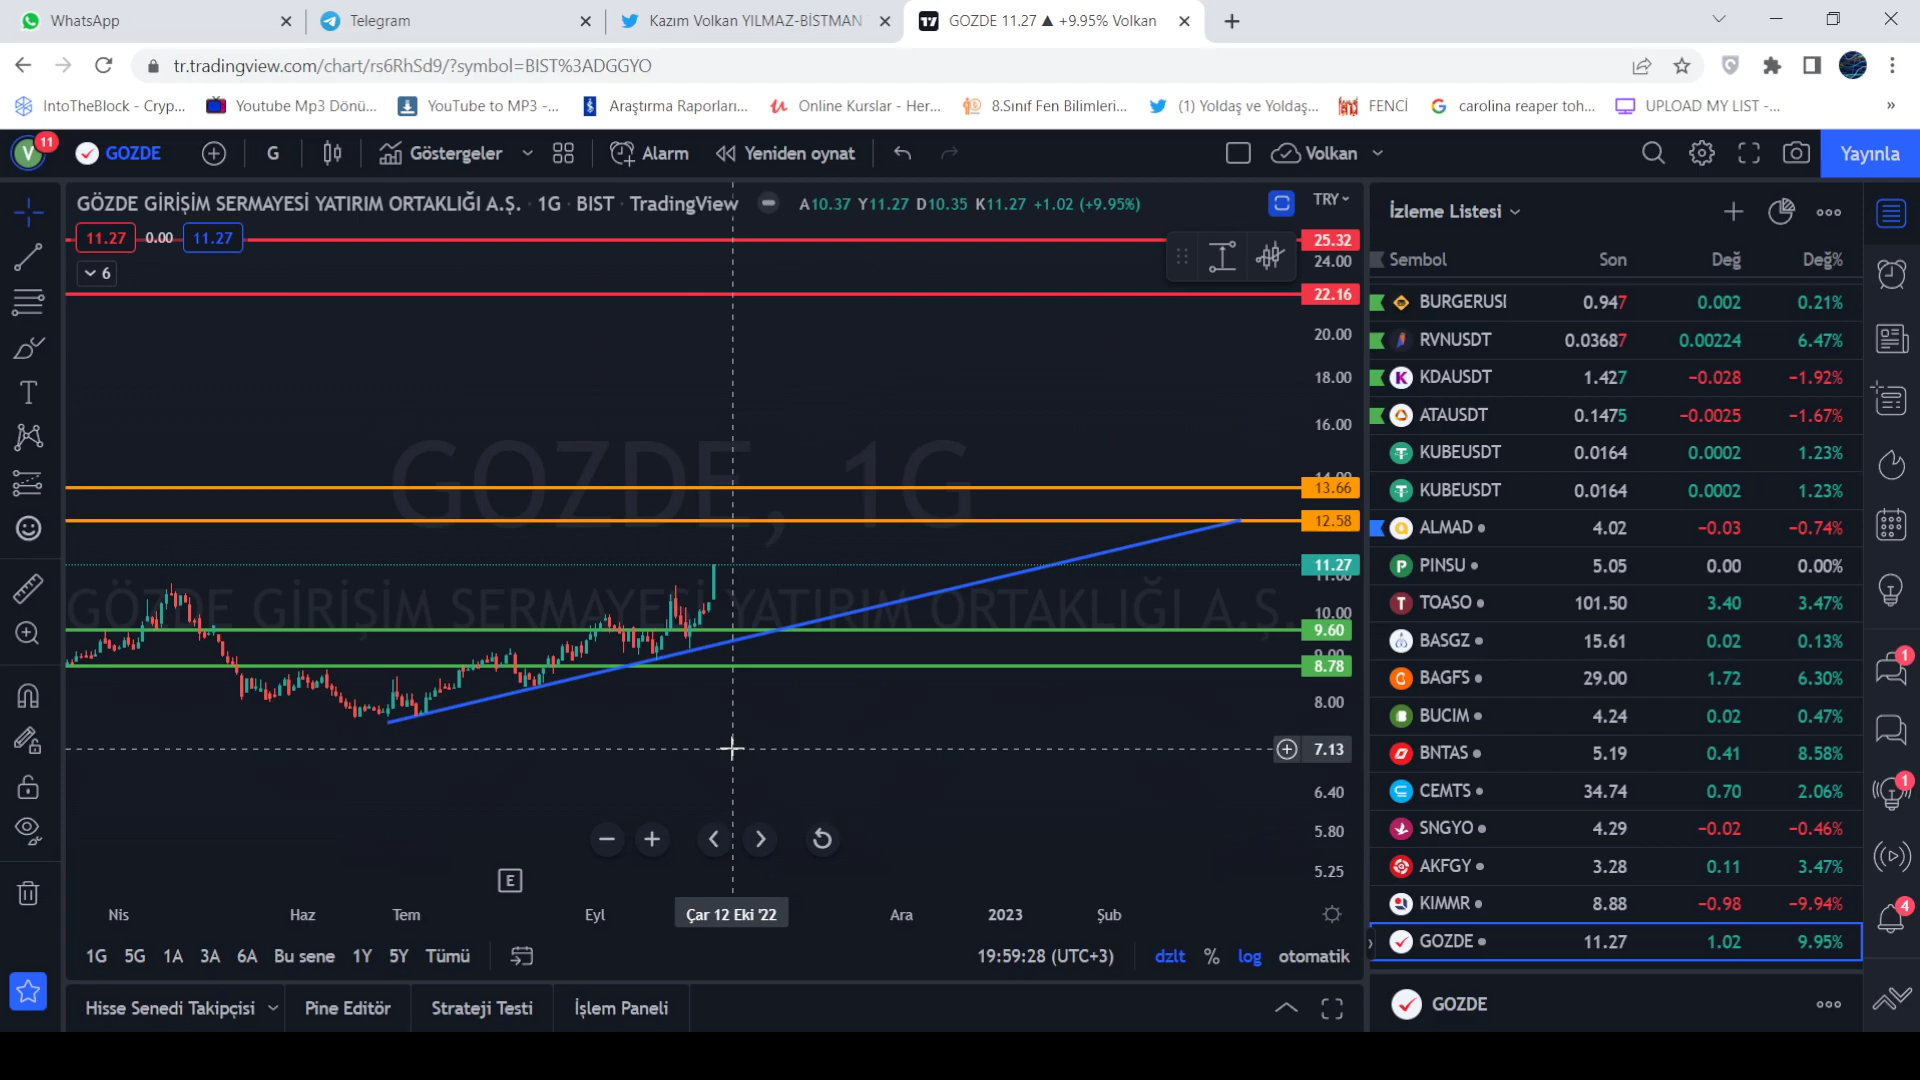 WhatsApp
Telegram
Kazım Volkan YILMAZ-BİSTMAN
GOZDE 11.27 ▲ +9.95% Volkan
tr.tradingview.com/chart/rs6RhSd9/?symbol=BIST%3ADGGYO
IntoTheBlock - Cryp...
Youtube Mp3 Dönü...
YouTube to MP3 -...
Araştırma Raporları...
Online Kurslar - Her...
8.Sınıf Fen Bilimleri...
(1) Yoldaş ve Yoldaş...
FENCİ
carolina reaper toh...
UPLOAD MY LIST -...
»
V
11
GOZDE
G
Göstergeler
Alarm
Yeniden oynat
Volkan
Yayınla
GÖZDE GİRİŞİM SERMAYESİ YATIRIM ORTAKLIĞI A.Ş. · 1G · BIST · TradingView
A10.37 Y11.27 D10.35 K11.27 +1.02 (+9.95%)
TRY
11.27 0.00 11.27
6
25.32
24.00
22.16
20.00
18.00
16.00
14.00
13.66
12.58
11.27
11.00
10.00
9.60
9.00
8.78
8.00
7.13
6.40
5.80
5.25
GOZDE, 1G
GÖZDE GİRİŞİM SERMAYESİ YATIRIM ORTAKLIĞI A.Ş.
E
Nis
Haz
Tem
Eyl
Çar 12 Eki '22
Ara
2023
Şub
1G 5G 1A 3A 6A Bu sene 1Y 5Y Tümü
19:59:28 (UTC+3)
dzlt % log otomatik
Hisse Senedi Takipçisi
Pine Editör
Strateji Testi
İşlem Paneli
İzleme Listesi
Sembol Son Değ Değ%
BURGERUSI 0.947 0.002 0.21%
RVNUSDT 0.03687 0.00224 6.47%
KDAUSDT 1.427 −0.028 −1.92%
ATAUSDT 0.1475 −0.0025 −1.67%
KUBEUSDT 0.0164 0.0002 1.23%
KUBEUSDT 0.0164 0.0002 1.23%
ALMAD 4.02 −0.03 −0.74%
PINSU 5.05 0.00 0.00%
TOASO 101.50 3.40 3.47%
BASGZ 15.61 0.02 0.13%
BAGFS 29.00 1.72 6.30%
BUCIM 4.24 0.02 0.47%
BNTAS 5.19 0.41 8.58%
CEMTS 34.74 0.70 2.06%
SNGYO 4.29 −0.02 −0.46%
AKFGY 3.28 0.11 3.47%
KIMMR 8.88 −0.98 −9.94%
GOZDE 11.27 1.02 9.95%
GOZDE
1
1
4